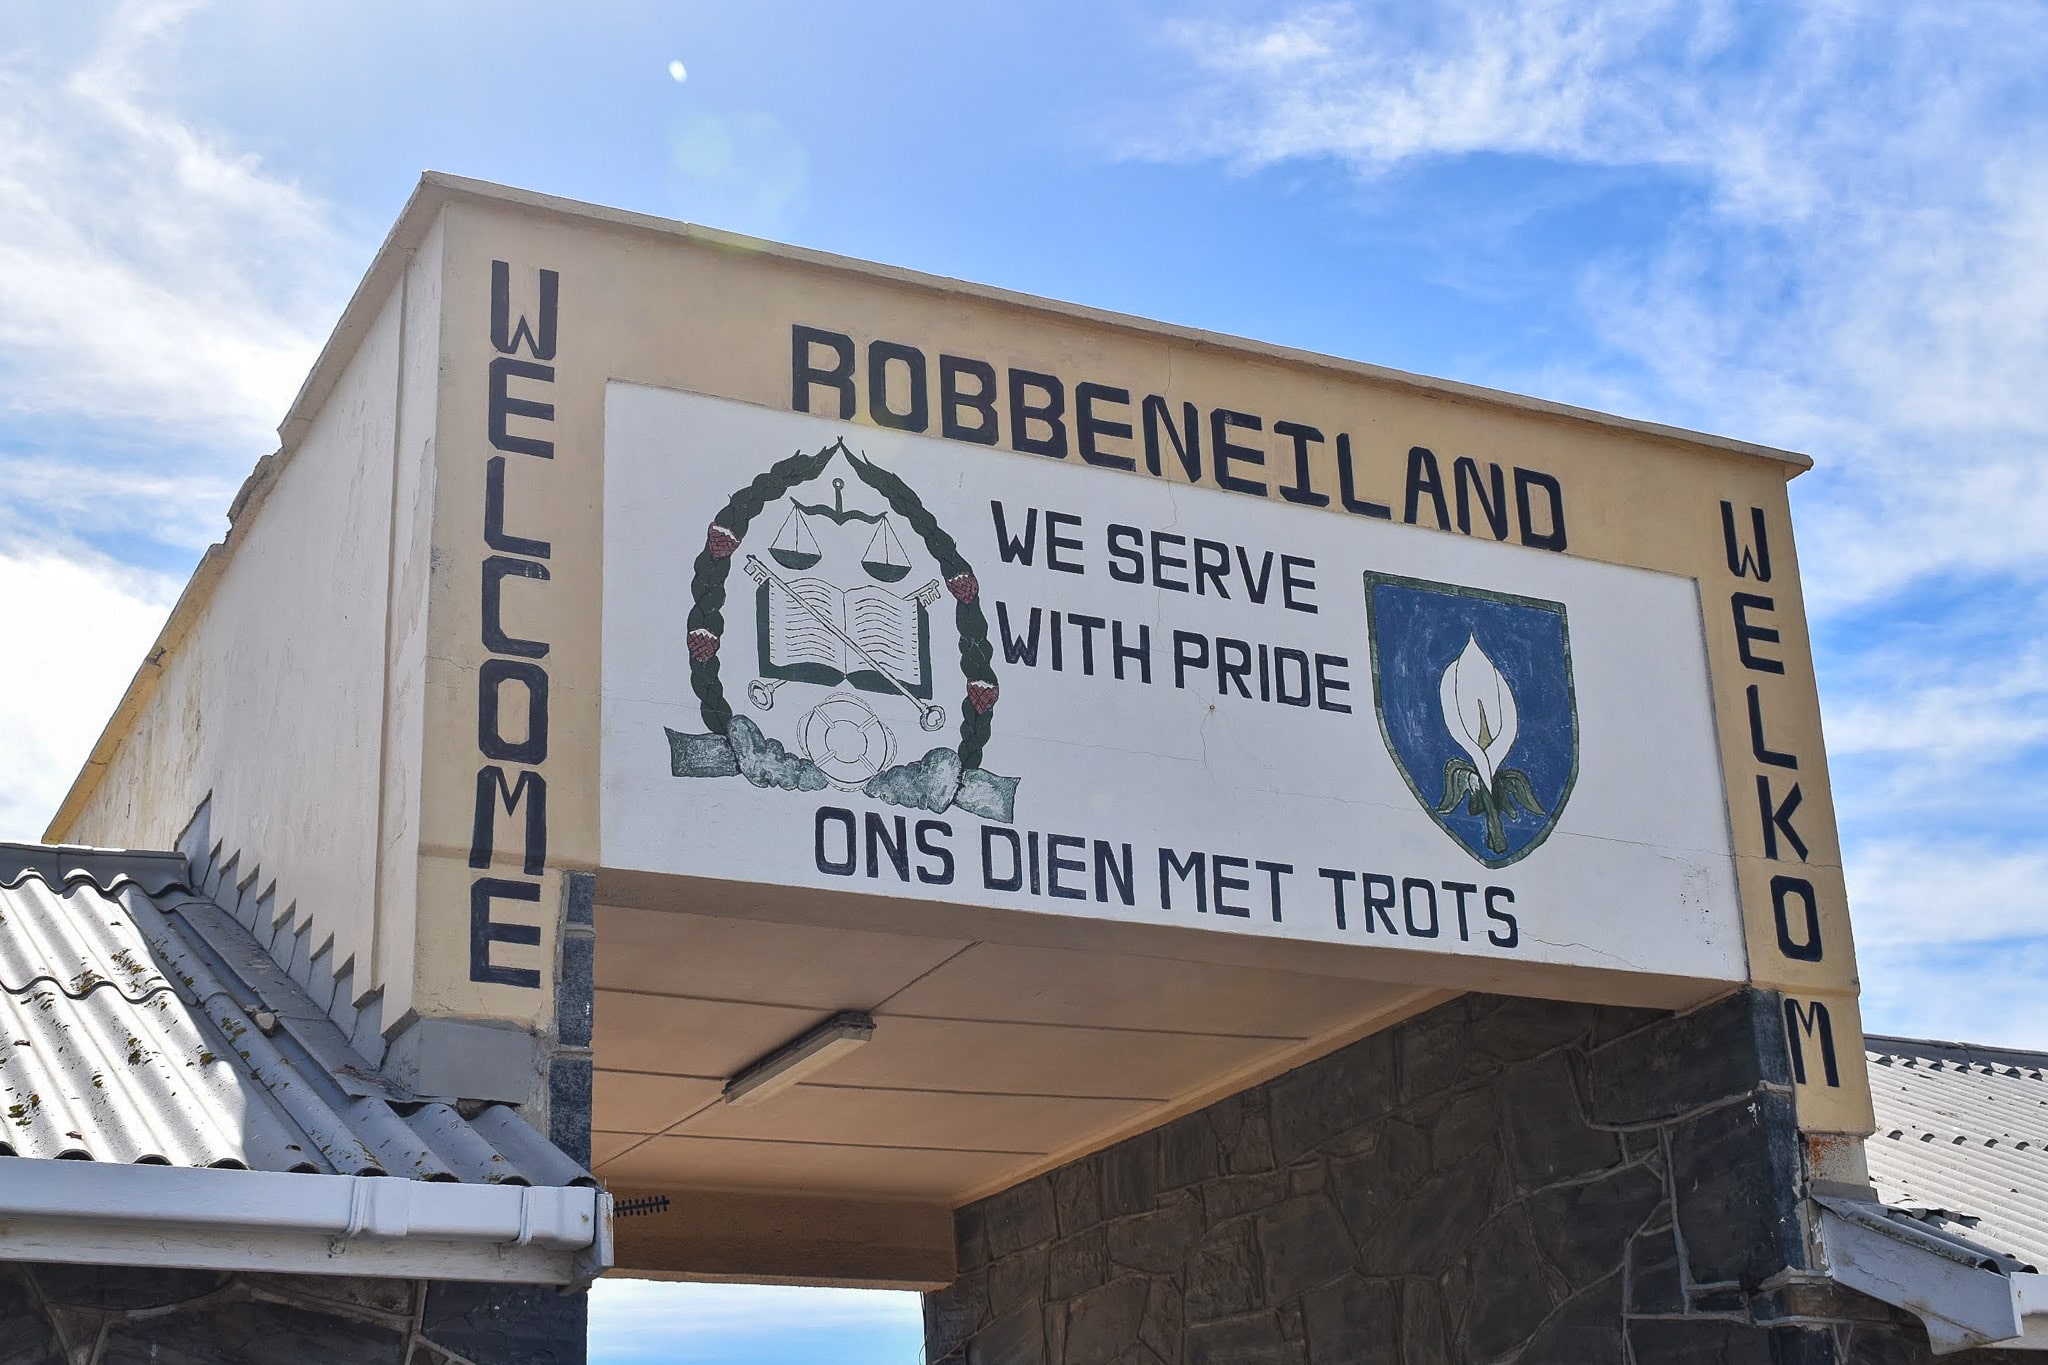 WELCOME
ROBBENEILAND
WE SERVE
WITH PRIDE
ONS DIEN MET TROTS
WELKOM